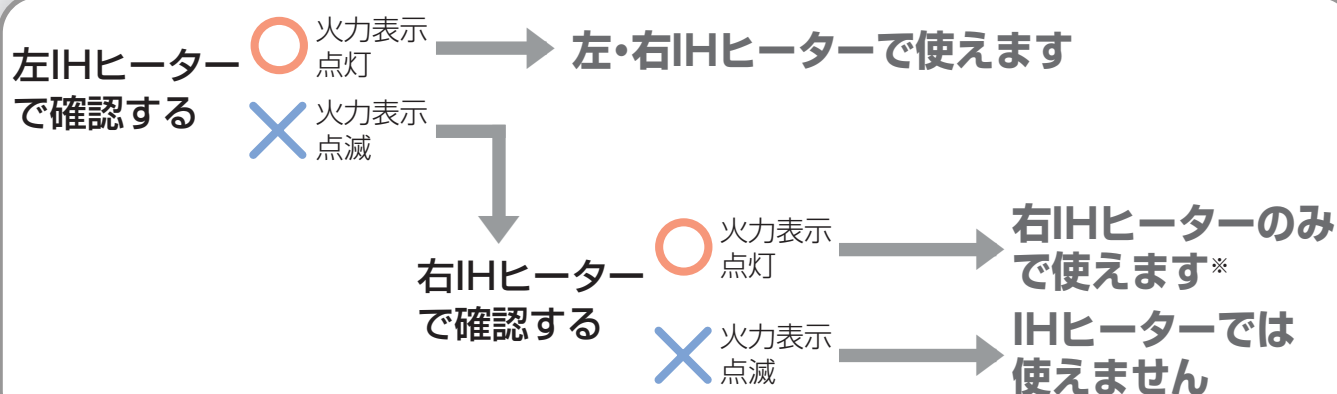 左IHヒーター
で確認する
火力表示
点灯
左・右IHヒーターで使えます
火力表示
点滅
右IHヒーター
で確認する
火力表示
点灯
右IHヒーターのみ
で使えます※
火力表示
点滅
IHヒーターでは
使えません